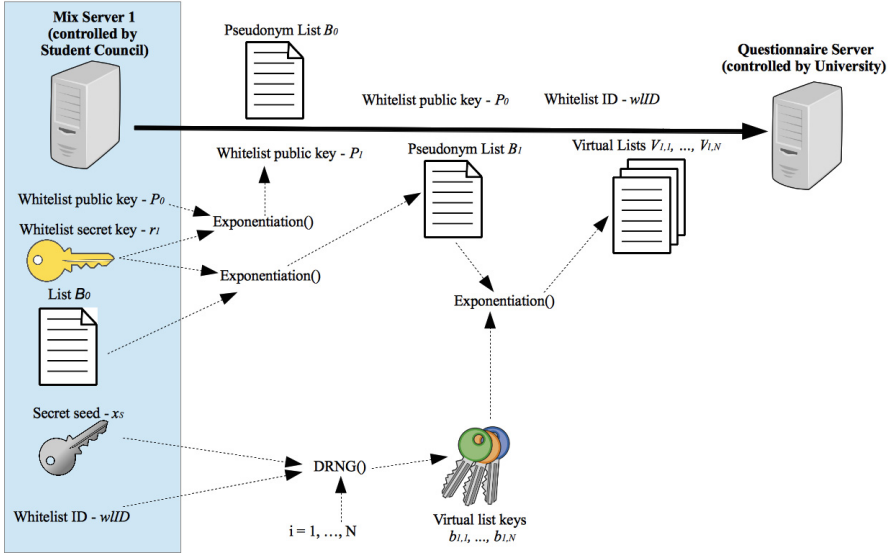 Mix Server 1
(controlled by
Student Council)
Pseudonym List B0
Questionnaire Server
(controlled by University)
Whitelist public key - P0
Whitelist ID - wlID
Whitelist public key - P1
Pseudonym List B1
Virtual Lists V1,1, ..., V1,N
Whitelist public key - P0
Exponentiation()
Whitelist secret key - r1
Exponentiation()
List B0
Exponentiation()
Secret seed - xs
DRNG()
Whitelist ID - wlID
i = 1, ..., N
Virtual list keys
b1,1, ..., b1,N